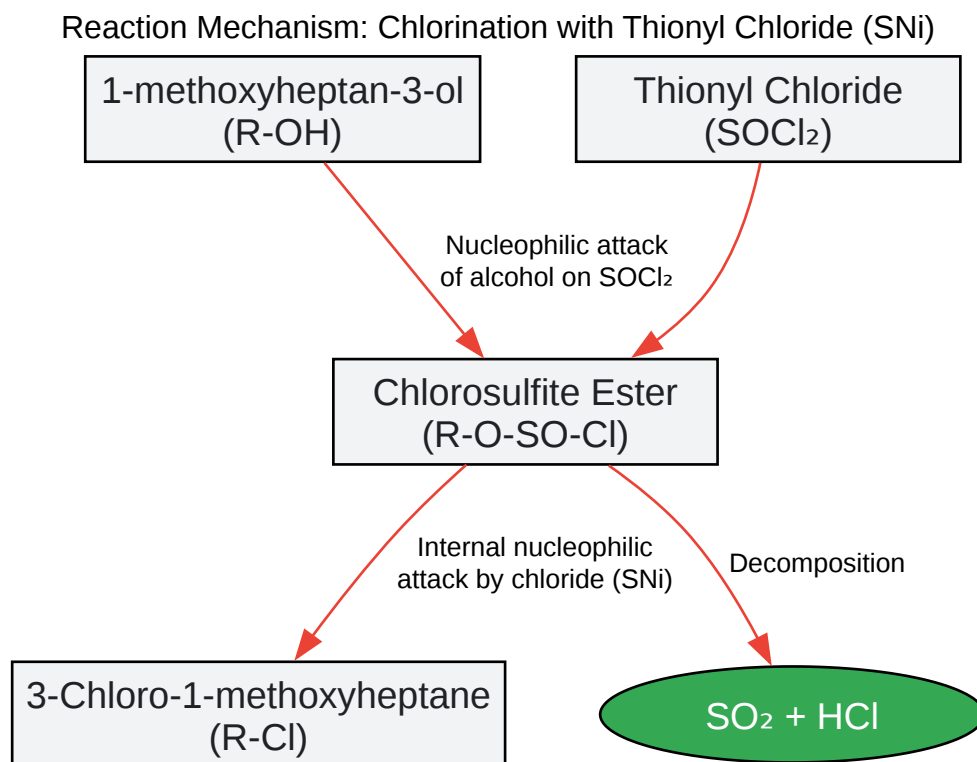 Reaction Mechanism: Chlorination with Thionyl Chloride (SNi)
1-methoxyheptan-3-ol
(R-OH)
Thionyl Chloride
(SOCl₂)
Nucleophilic attack
of alcohol on SOCl₂
Chlorosulfite Ester
(R-O-SO-Cl)
Internal nucleophilic
attack by chloride (SNi)
Decomposition
3-Chloro-1-methoxyheptane
(R-Cl)
SO₂ + HCl